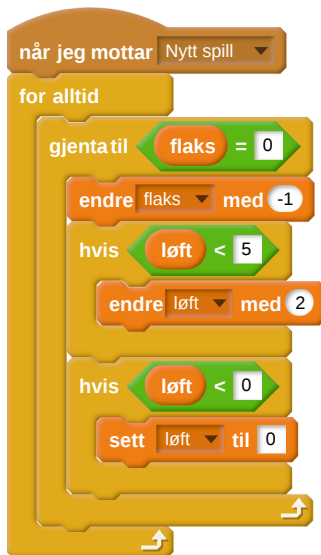 når jeg mottar Nytt spill
for alltid
gjenta til flaks = 0
endre flaks med -1
hvis løft < 5
endre løft med 2
hvis løft < 0
sett løft til 0